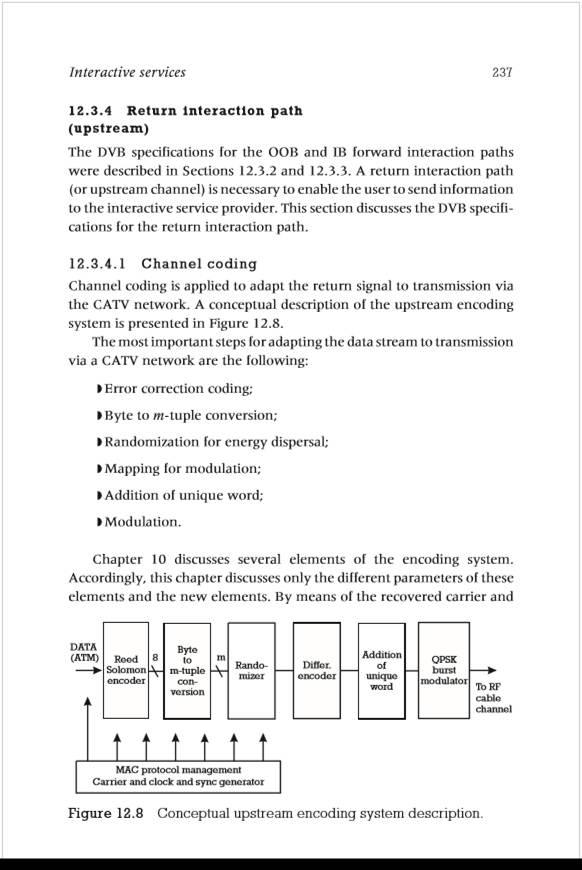 Interactive services 237
12.3.4 Return interaction path
(upstream)
The DVB specifications for the OOB and IB forward interaction paths
were described in Sections 12.3.2 and 12.3.3. A return interaction path
(or upstream channel) is necessary to enable the user to send information
to the interactive service provider. This section discusses the DVB specifi-
cations for the return interaction path.
12.3.4.1 Channel coding
Channel coding is applied to adapt the return signal to transmission via
the CATV network. A conceptual description of the upstream encoding
system is presented in Figure 12.8.
The most important steps for adapting the data stream to transmission
via a CATV network are the following:
◗ Error correction coding;
◗ Byte to m-tuple conversion;
◗ Randomization for energy dispersal;
◗ Mapping for modulation;
◗ Addition of unique word;
◗ Modulation.
Chapter 10 discusses several elements of the encoding system.
Accordingly, this chapter discusses only the different parameters of these
elements and the new elements. By means of the recovered carrier and
DATA
(ATM)
Reed
Solomon
encoder
8
Byte
to
m-tuple
con-
version
m
Rando-
mizer
Differ.
encoder
Addition
of
unique
word
QPSK
burst
modulator
To RF
cable
channel
MAC protocol management
Carrier and clock and sync generator
Figure 12.8 Conceptual upstream encoding system description.